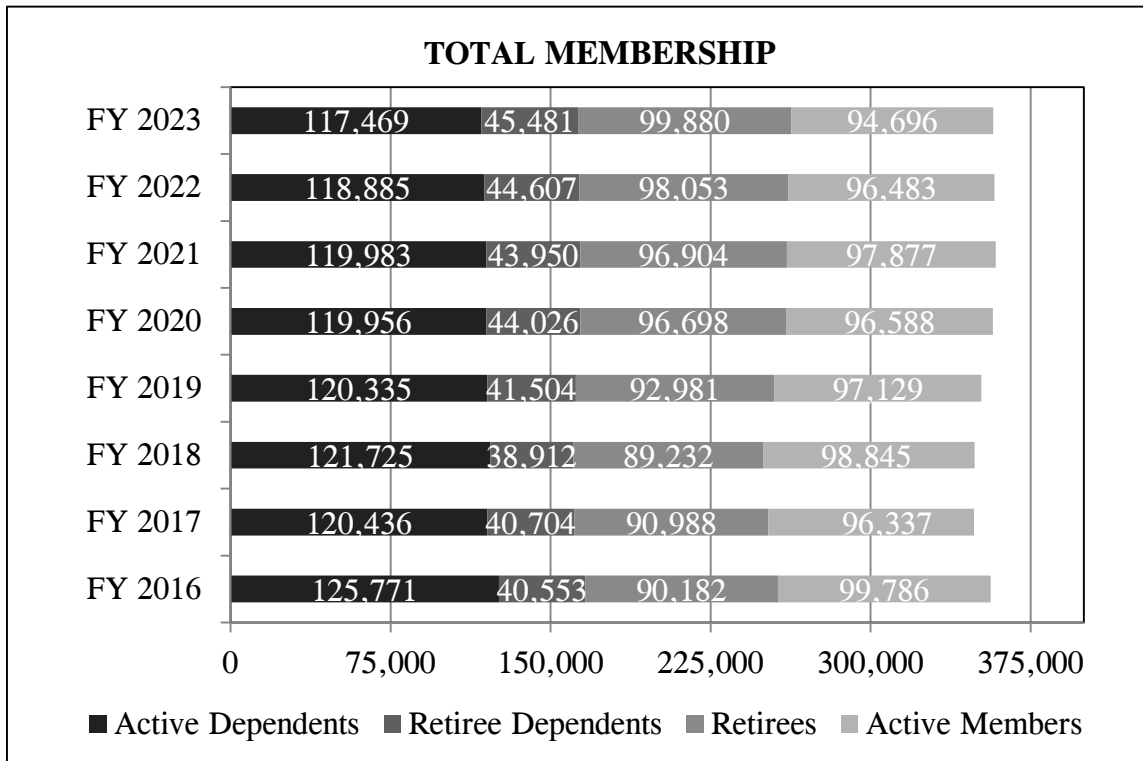 TOTAL MEMBERSHIP
FY 2023 117,469 45,481 99,880 94,696
FY 2022 118,885 44,607 98,053 96,483
FY 2021 119,983 43,950 96,904 97,877
FY 2020 119,956 44,026 96,698 96,588
FY 2019 120,335 41,504 92,981 97,129
FY 2018 121,725 38,912 89,232 98,845
FY 2017 120,436 40,704 90,988 96,337
FY 2016 125,771 40,553 90,182 99,786
0 75,000 150,000 225,000 300,000 375,000
Active Dependents Retiree Dependents Retirees Active Members